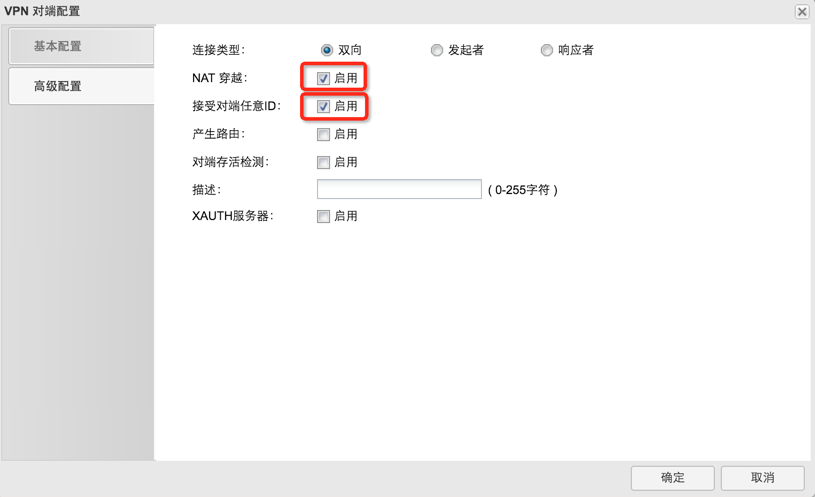 VPN 对端配置
基本配置
高级配置
连接类型: 双向 发起者 响应者
NAT 穿越: 启用
接受对端任意ID: 启用
产生路由: 启用
对端存活检测: 启用
描述: ( 0-255字符 )
XAUTH服务器: 启用
确定 取消